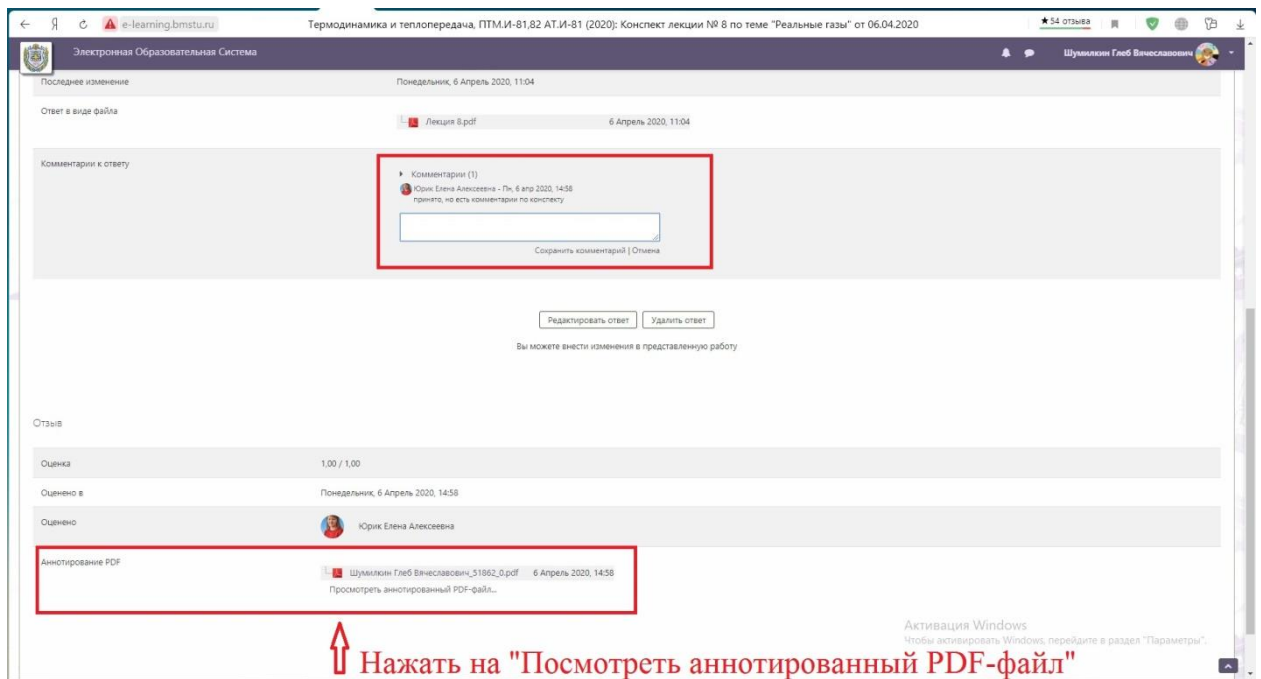 Я e-learning.bmstu.ru Термодинамика и теплопередача, ПТМ.И-81,82 АТ.И-81 (2020): Конспект лекции № 8 по теме "Реальные газы" от 06.04.2020 ★ 54 отзыва
Электронная Образовательная Система Шумилкин Глеб Вячеславович
Последнее изменение Понедельник, 6 Апрель 2020, 11:04
Ответ в виде файла
Лекция 8.pdf 6 Апрель 2020, 11:04
Комментарии к ответу
Комментарии (1)
Юрик Елена Алексеевна - Пн, 6 апр 2020, 14:58
принято, но есть комментарии по конспекту
Сохранить комментарий | Отмена
Редактировать ответ Удалить ответ
Вы можете внести изменения в представленную работу
Отзыв
Оценка 1,00 / 1,00
Оценено в Понедельник, 6 Апрель 2020, 14:58
Оценено Юрик Елена Алексеевна
Аннотирование PDF
Шумилкин Глеб Вячеславович_51862_0.pdf 6 Апрель 2020, 14:58
Просмотреть аннотированный PDF-файл...
Активация Windows
Чтобы активировать Windows, перейдите в раздел "Параметры".
Нажать на "Посмотреть аннотированный PDF-файл"